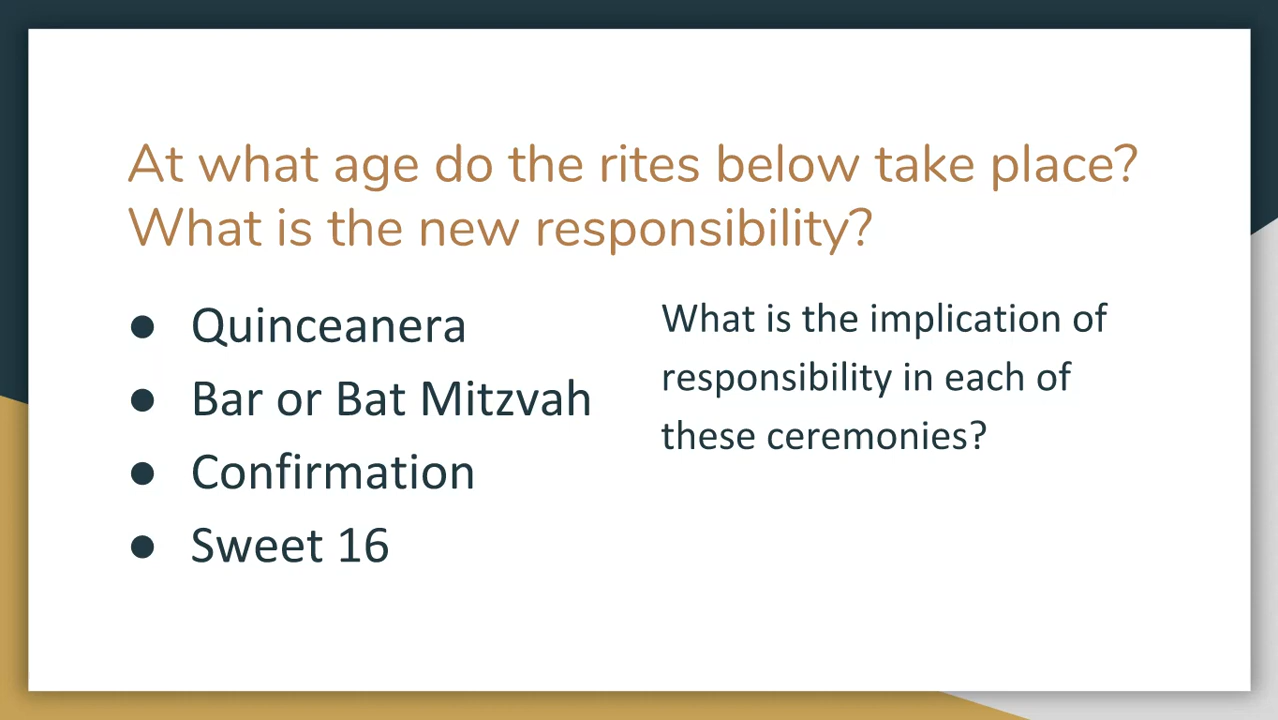 At what age do the rites below take place?
What is the new responsibility?
● Quinceanera
● Bar or Bat Mitzvah
● Confirmation
● Sweet 16
What is the implication of
responsibility in each of
these ceremonies?